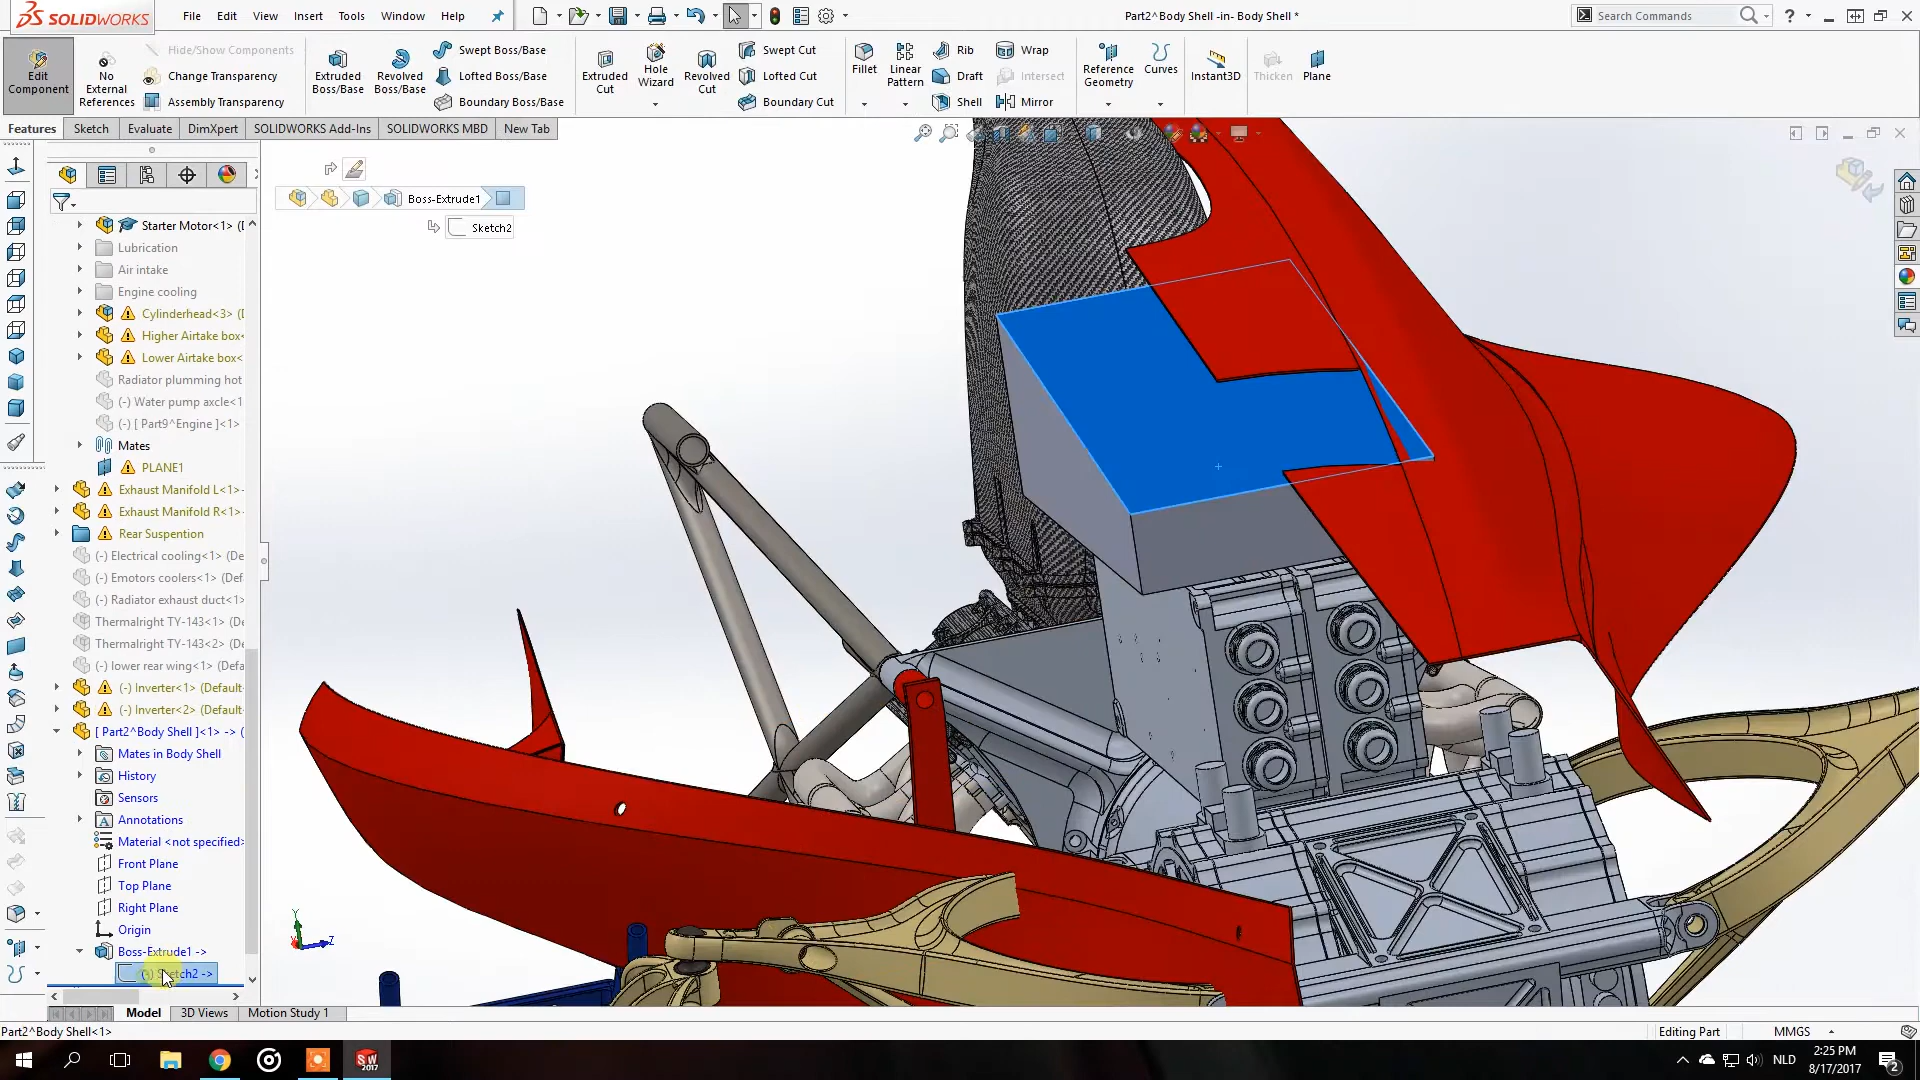 SOLIDWORKS
File Edit View Insert Tools Window Help
Part2^Body Shell -in- Body Shell *
Search Commands
Edit Component
No External References
Hide/Show Components
Change Transparency
Assembly Transparency
Extruded Boss/Base
Revolved Boss/Base
Swept Boss/Base
Lofted Boss/Base
Boundary Boss/Base
Extruded Cut
Hole Wizard
Revolved Cut
Swept Cut
Lofted Cut
Boundary Cut
Fillet
Linear Pattern
Rib
Draft
Shell
Wrap
Intersect
Mirror
Reference Geometry
Curves
Instant3D
Thicken
Plane
Features Sketch Evaluate DimXpert SOLIDWORKS Add-Ins SOLIDWORKS MBD New Tab
Boss-Extrude1
Sketch2
Starter Motor<1> (
Lubrication
Air intake
Engine cooling
Cylinderhead<3> (
Higher Airtake box<
Lower Airtake box<
Radiator plumming hot
(-) Water pump axcle<1
(-) [ Part9^Engine ]<1>
Mates
PLANE1
Exhaust Manifold L<1>
Exhaust Manifold R<1>
Rear Suspention
(-) Electrical cooling<1> (De
(-) Emotors coolers<1> (Def
(-) Radiator exhaust duct<1>
Thermalright TY-143<1> (De
Thermalright TY-143<2> (De
(-) lower rear wing<1> (Defa
(-) Inverter<1> (Default
(-) Inverter<2> (Default
[ Part2^Body Shell ]<1> -> (
Mates in Body Shell
History
Sensors
Annotations
Material <not specified>
Front Plane
Top Plane
Right Plane
Origin
Boss-Extrude1 ->
(-) Sketch2 ->
Y
Z
Model 3D Views Motion Study 1
Part2^Body Shell<1>
Editing Part
MMGS
SW
2017
NLD
2:25 PM
8/17/2017
2